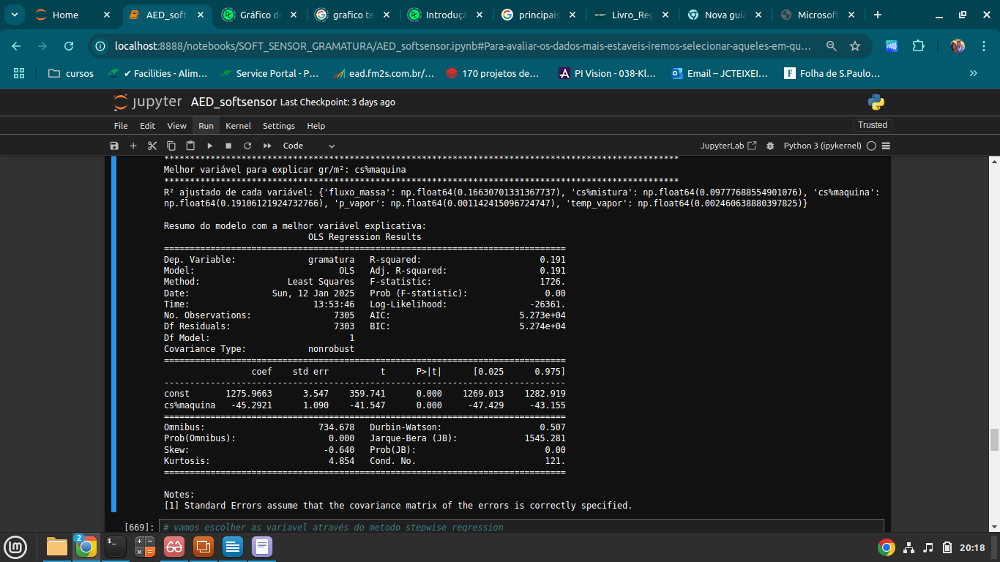 Home
AED_soft
Gráfico de
grafico te
Introduçã
principais
Livro_Reg
Nova guia
Microsoft
localhost:8888/notebooks/SOFT_SENSOR_GRAMATURA/AED_softsensor.ipynb#Para-avaliar-os-dados-mais-estaveis-iremos-selecionar-aqueles-em-qu...
cursos
✔ Facilities - Alim...
Service Portal - P...
ead.fm2s.com.br/...
170 projetos de...
PI Vision - 038-Kl...
Email – JCTEIXEI...
Folha de S.Paulo...
»
jupyter AED_softsensor Last Checkpoint: 3 days ago
File Edit View Run Kernel Settings Help
Trusted
Code
JupyterLab
Python 3 (ipykernel)
****************************************************************************************************
Melhor variável para explicar gr/m²: cs%maquina
****************************************************************************************************
R² ajustado de cada variável: {'fluxo_massa': np.float64(0.16630701331367737), 'cs%mistura': np.float64(0.09776885549​01076), 'cs%maquina':
np.float64(0.19106121924732766), 'p_vapor': np.float64(0.001142415096724747), 'temp_vapor': np.float64(0.002460638880397825)}
Resumo do modelo com a melhor variável explicativa:
OLS Regression Results
==============================================================================
Dep. Variable: gramatura R-squared: 0.191
Model: OLS Adj. R-squared: 0.191
Method: Least Squares F-statistic: 1726.
Date: Sun, 12 Jan 2025 Prob (F-statistic): 0.00
Time: 13:53:46 Log-Likelihood: -26361.
No. Observations: 7305 AIC: 5.273e+04
Df Residuals: 7303 BIC: 5.274e+04
Df Model: 1
Covariance Type: nonrobust
==============================================================================
coef std err t P>|t| [0.025 0.975]
------------------------------------------------------------------------------
const 1275.9663 3.547 359.741 0.000 1269.013 1282.919
cs%maquina -45.2921 1.090 -41.547 0.000 -47.429 -43.155
==============================================================================
Omnibus: 734.678 Durbin-Watson: 0.507
Prob(Omnibus): 0.000 Jarque-Bera (JB): 1545.281
Skew: -0.640 Prob(JB): 0.00
Kurtosis: 4.854 Cond. No. 121.
==============================================================================
Notes:
[1] Standard Errors assume that the covariance matrix of the errors is correctly specified.
[669]: # vamos escolher as variavel através do metodo stepwise regression
2
20:18